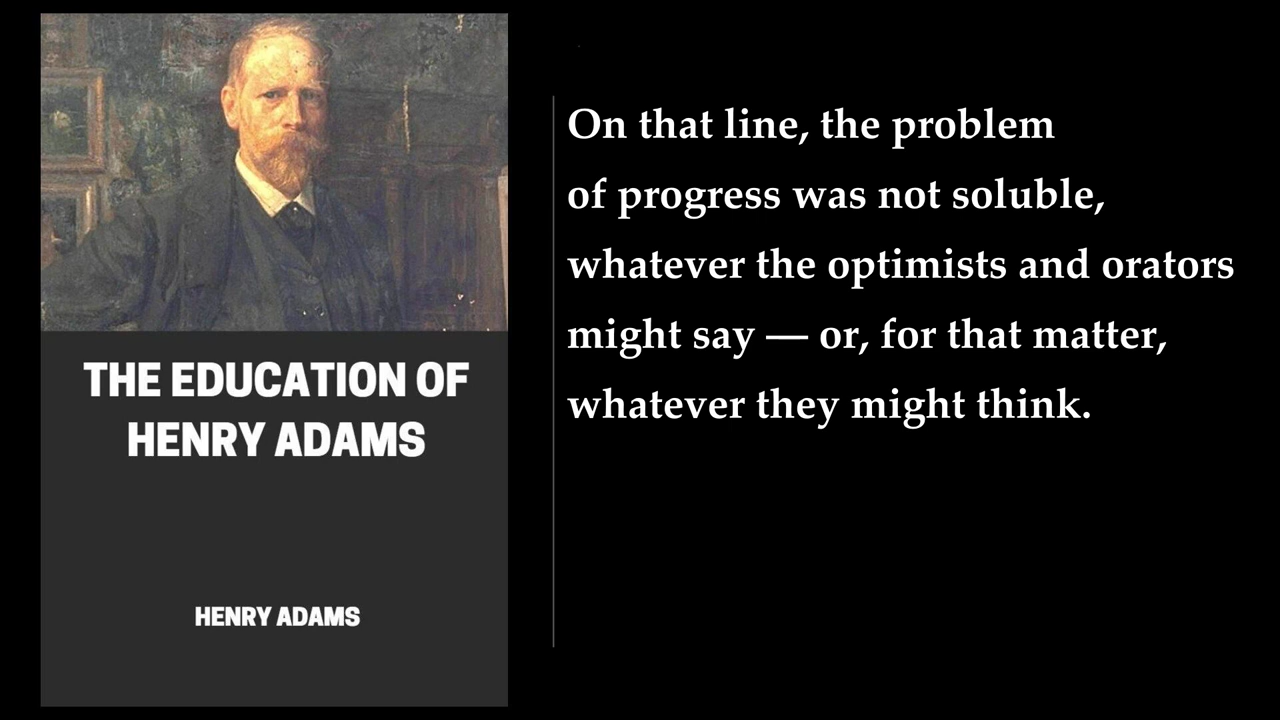 THE EDUCATION OF
HENRY ADAMS
HENRY ADAMS
On that line, the problem
of progress was not soluble,
whatever the optimists and orators
might say — or, for that matter,
whatever they might think.